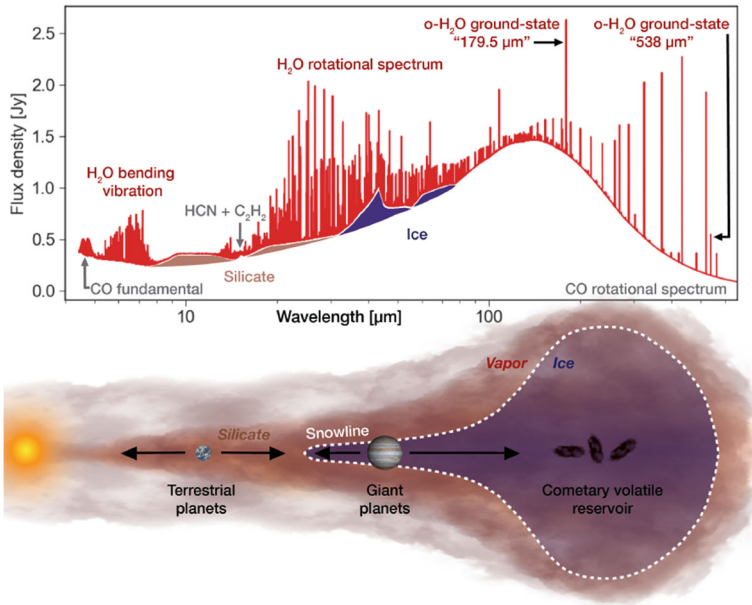 o-H₂O ground-state
“179.5 µm”
o-H₂O ground-state
“538 µm”
H₂O rotational spectrum
H₂O bending
vibration
HCN + C₂H₂
Ice
Silicate
CO fundamental
CO rotational spectrum
Flux density [Jy]
2.5
2.0
1.5
1.0
0.5
0.0
10
Wavelength [µm]
100
Vapor
Ice
Silicate
Snowline
Terrestrial
planets
Giant
planets
Cometary volatile
reservoir